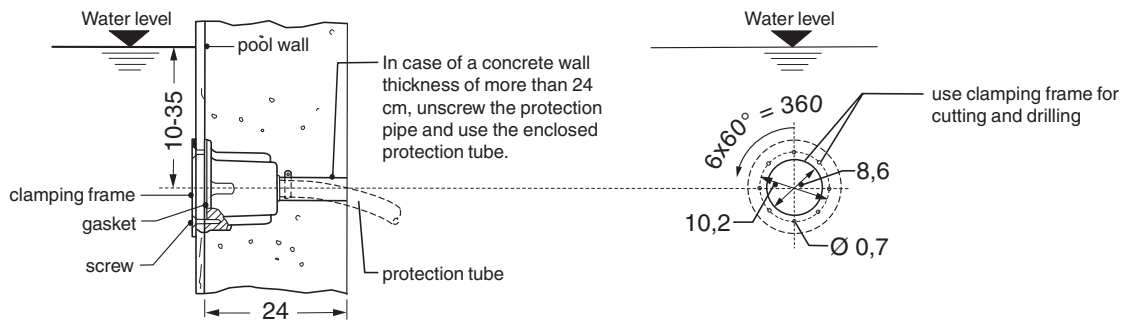 Water level
pool wall
In case of a concrete wall
thickness of more than 24
cm, unscrew the protection
pipe and use the enclosed
protection tube.
10-35
clamping frame
gasket
screw
protection tube
24
Water level
use clamping frame for
cutting and drilling
6x60° = 360
8,6
10,2
Ø 0,7